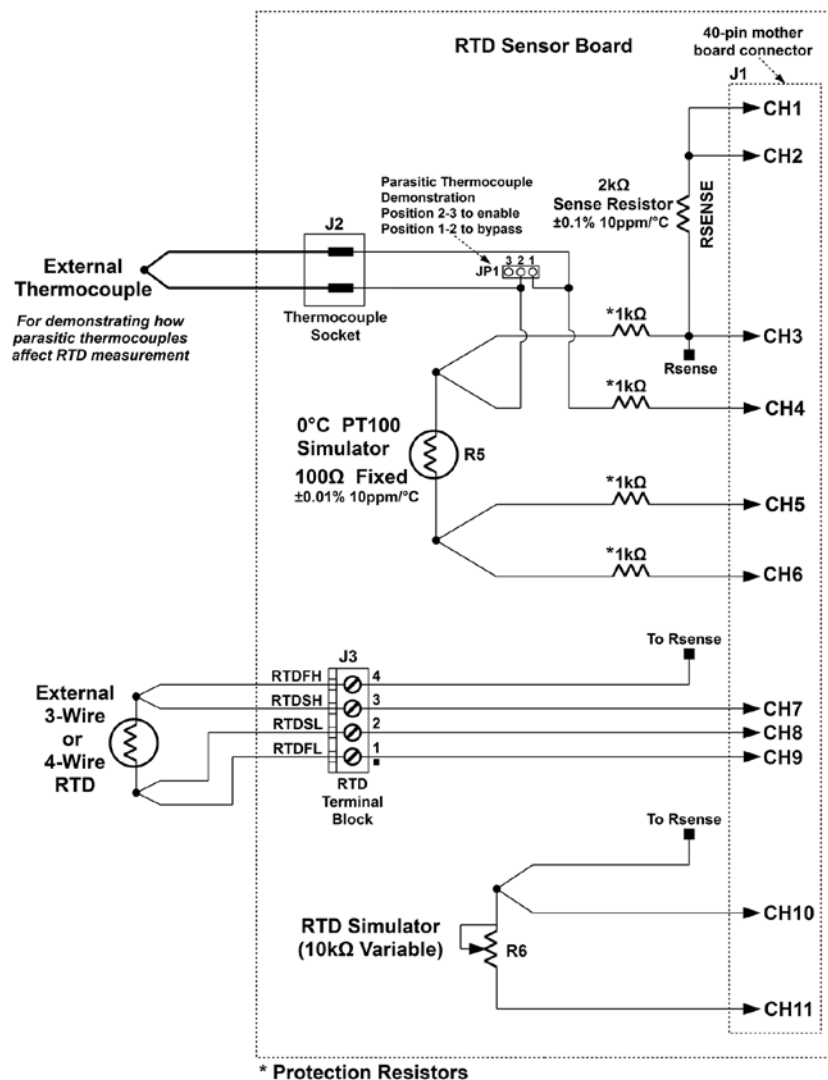 RTD Sensor Board
40-pin mother
board connector
J1
CH1
CH2
2kΩ
Sense Resistor
±0.1% 10ppm/°C
RSENSE
Parasitic Thermocouple
Demonstration
Position 2-3 to enable
Position 1-2 to bypass
J2
External
Thermocouple
For demonstrating how
parasitic thermocouples
affect RTD measurement
Thermocouple
Socket
3 2 1
JP1
*1kΩ
CH3
Rsense
*1kΩ
CH4
0°C PT100
Simulator
100Ω Fixed
±0.01% 10ppm/°C
R5
*1kΩ
CH5
*1kΩ
CH6
To Rsense
J3
External
3-Wire
or
4-Wire
RTD
RTDFH
4
RTDSH
3
CH7
RTDSL
2
CH8
RTDFL
1
CH9
RTD
Terminal
Block
To Rsense
CH10
RTD Simulator
(10kΩ Variable)
R6
CH11
* Protection Resistors